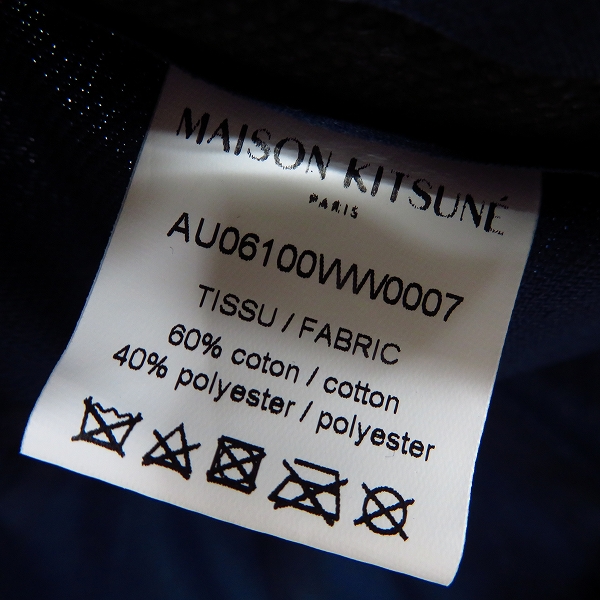 MAISON KITSUNÉ
PARIS
AU06100WW0007
TISSU / FABRIC
60% coton / cotton
40% polyester / polyester